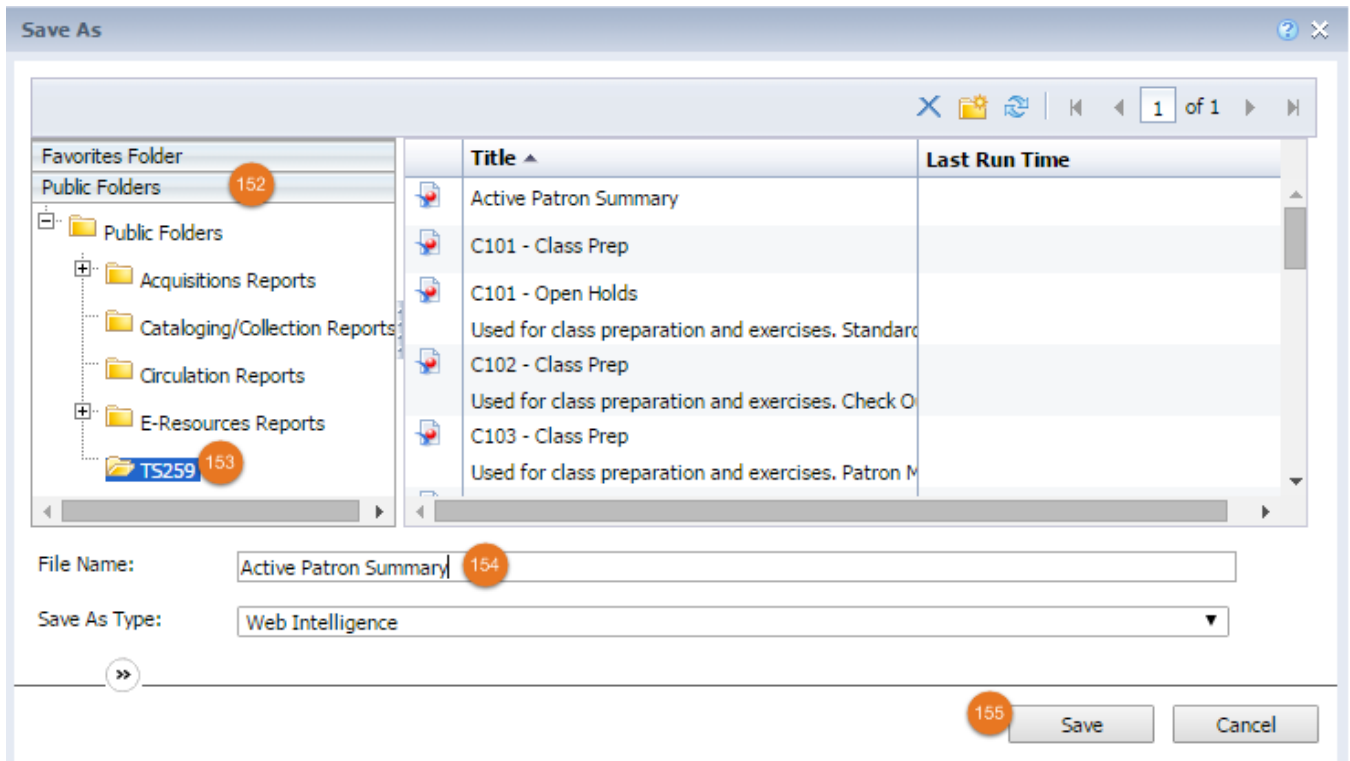 Save As
1 of 1
Favorites Folder
Public Folders 152
Public Folders
Acquisitions Reports
Cataloging/Collection Reports
Circulation Reports
E-Resources Reports
TS259 153
Title Last Run Time
Active Patron Summary
C101 - Class Prep
C101 - Open Holds
Used for class preparation and exercises. Standard
C102 - Class Prep
Used for class preparation and exercises. Check O
C103 - Class Prep
Used for class preparation and exercises. Patron M
File Name: Active Patron Summary 154
Save As Type: Web Intelligence
155 Save Cancel